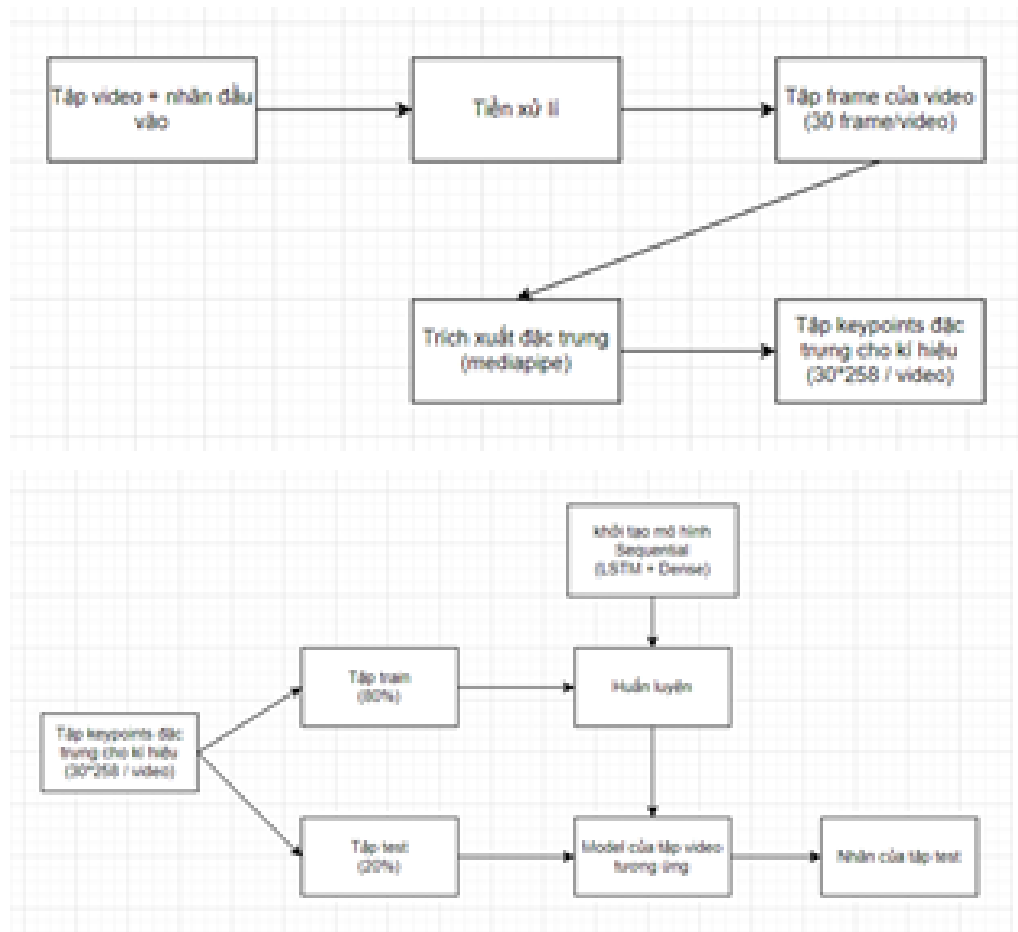 Tập video + nhãn đầu
vào
Tiền xử lí
Tập frame của video
(30 frame/video)
Trích xuất đặc trưng
(mediapipe)
Tập keypoints đặc
trưng cho kí hiệu
(30*258 / video)
khởi tạo mô hình
Sequential
(LSTM + Dense)
Tập train
(80%)
Huấn luyện
Tập keypoints đặc
trưng cho kí hiệu
(30*258 / video)
Tập test
(20%)
Model của tập video
tương ứng
Nhãn của tập test